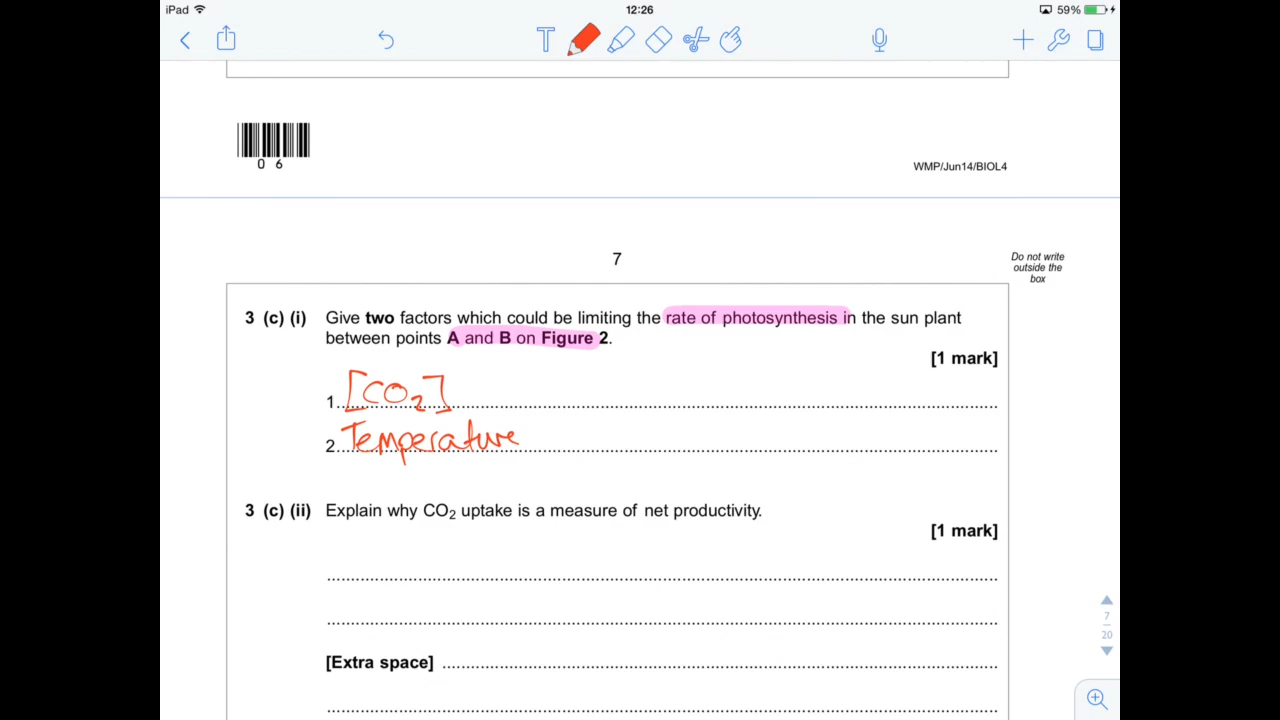 iPad 12:26 59%
T
0 6
WMP/Jun14/BIOL4
7
Do not write
outside the
box
3 (c) (i) Give two factors which could be limiting the rate of photosynthesis in the sun plant
between points A and B on Figure 2.
[1 mark]
1 [CO₂]
2. Temperature
3 (c) (ii) Explain why CO₂ uptake is a measure of net productivity.
[1 mark]
7
20
[Extra space]